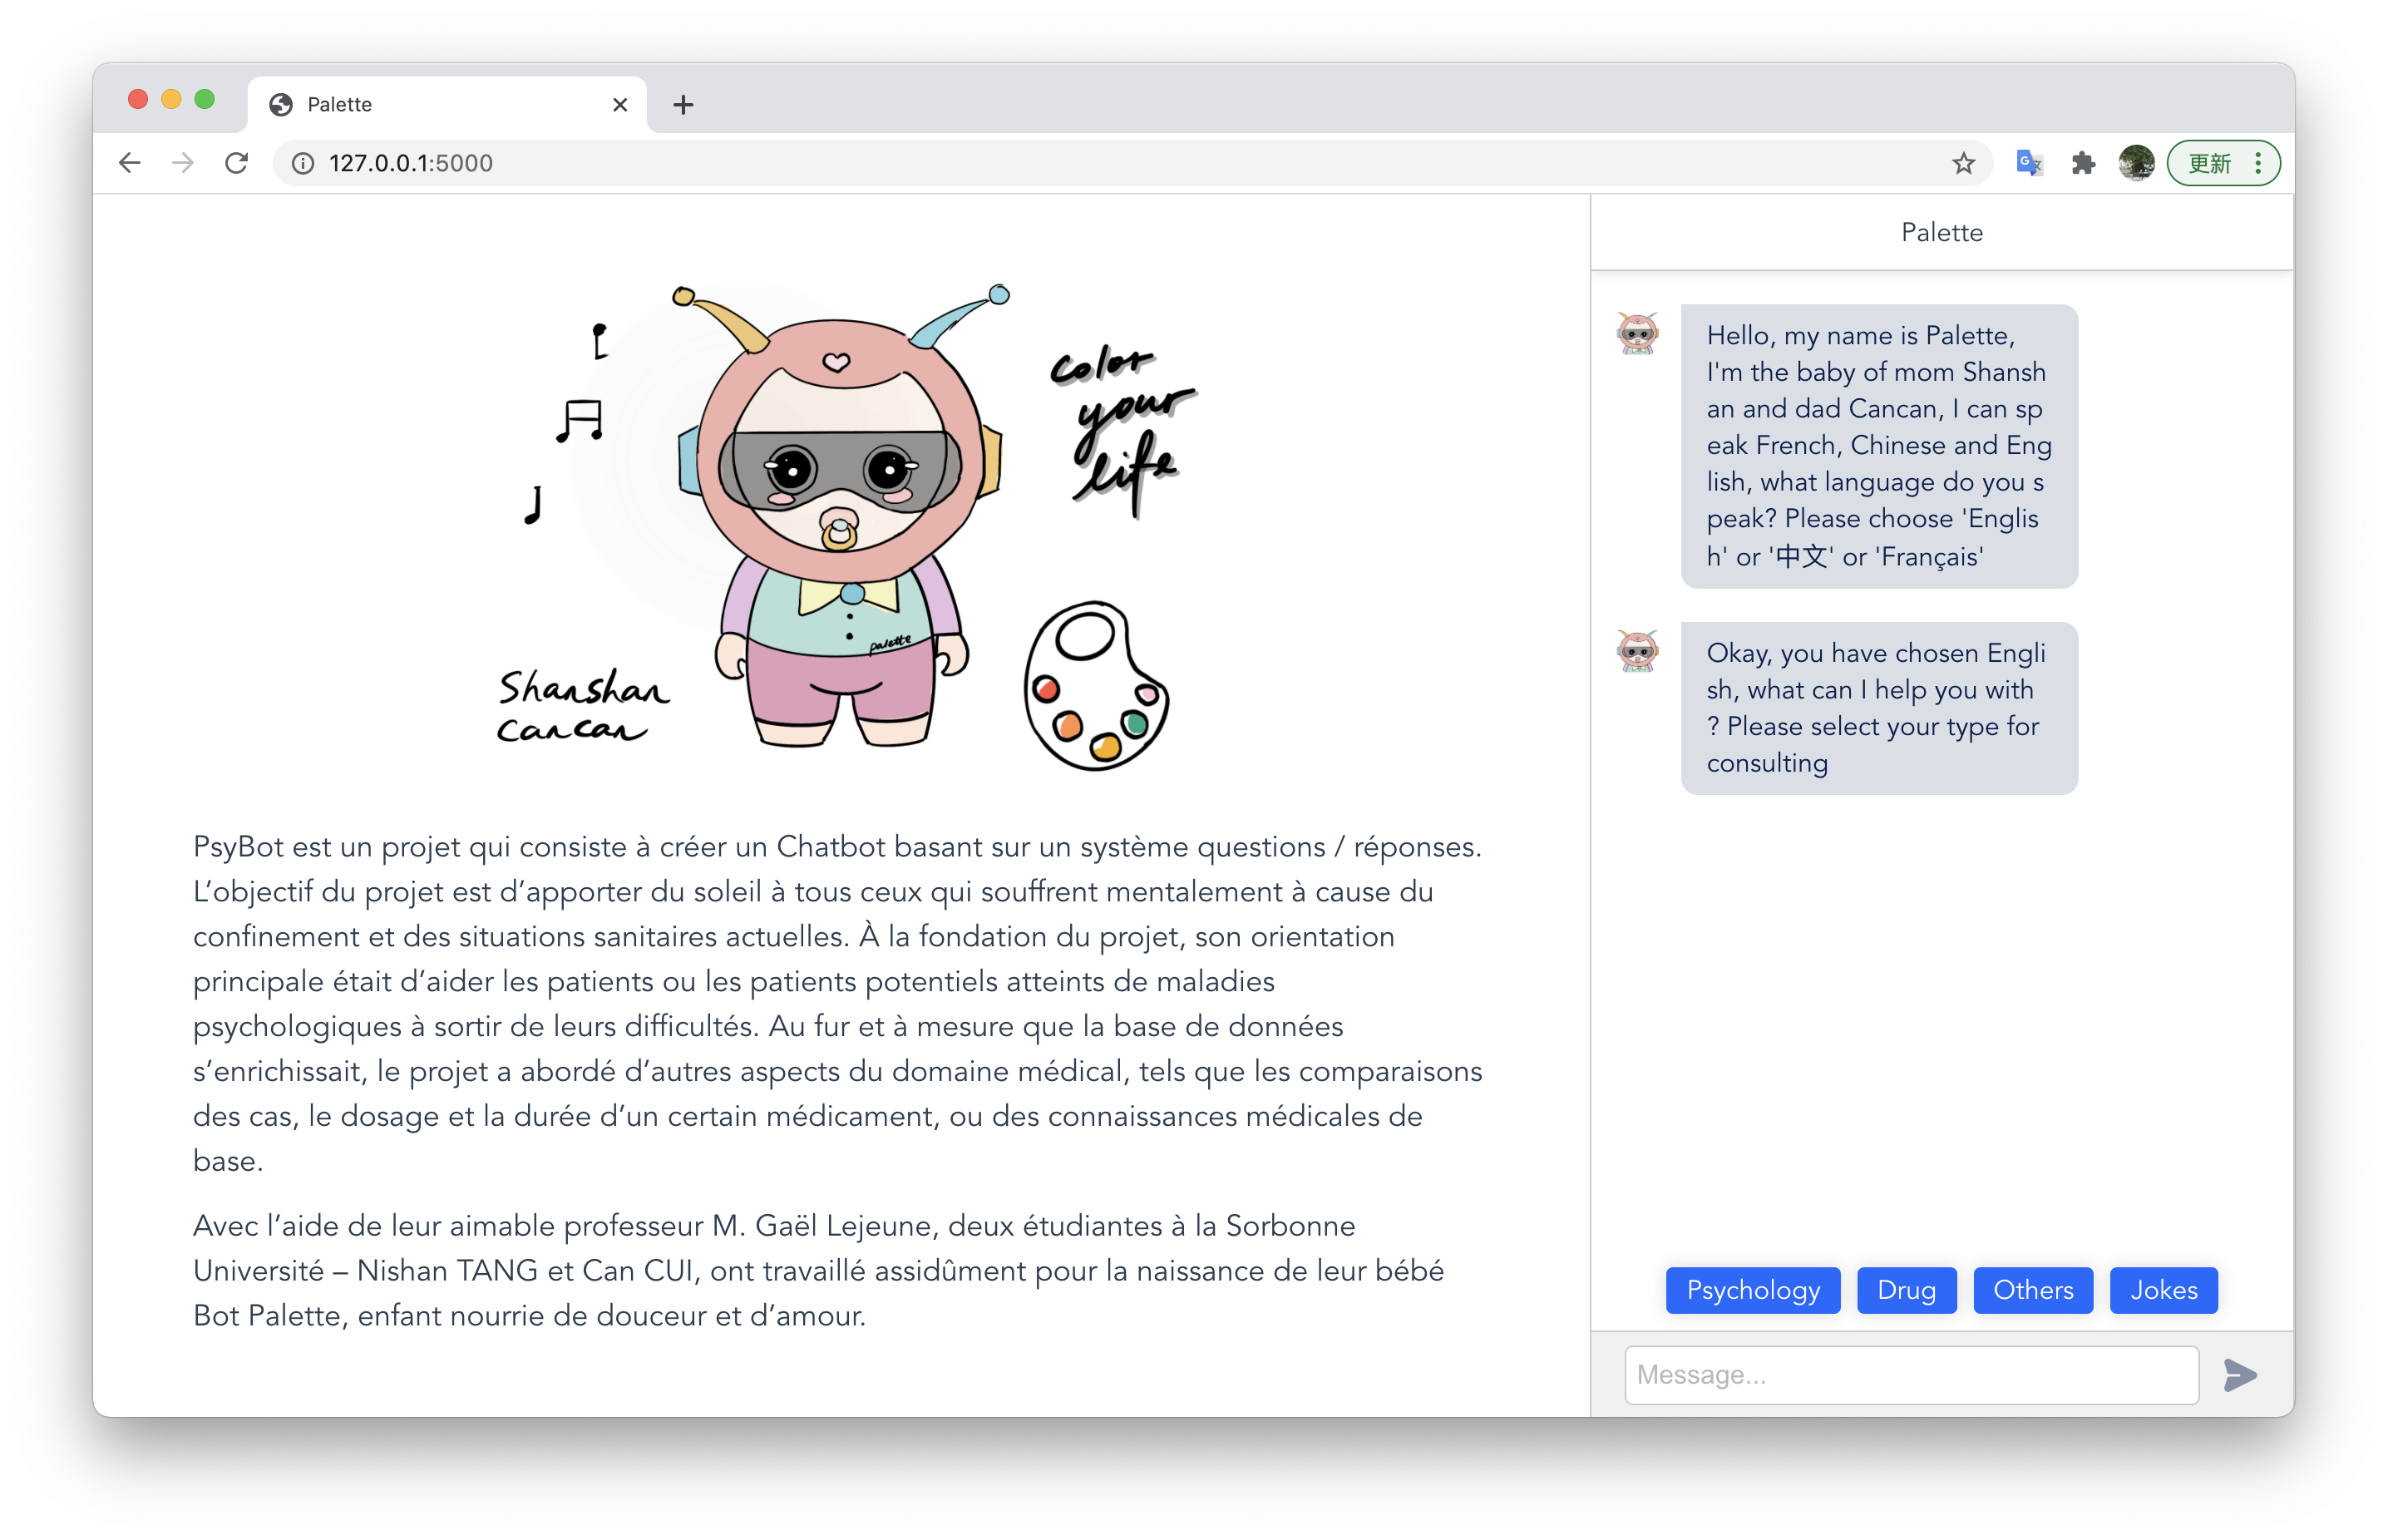 Palette
127.0.0.1:5000
更新
color
your
life
palette
Shanshan
Cancan
PsyBot est un projet qui consiste à créer un Chatbot basant sur un système questions / réponses.
L’objectif du projet est d’apporter du soleil à tous ceux qui souffrent mentalement à cause du
confinement et des situations sanitaires actuelles. À la fondation du projet, son orientation
principale était d’aider les patients ou les patients potentiels atteints de maladies
psychologiques à sortir de leurs difficultés. Au fur et à mesure que la base de données
s’enrichissait, le projet a abordé d’autres aspects du domaine médical, tels que les comparaisons
des cas, le dosage et la durée d’un certain médicament, ou des connaissances médicales de
base.
Avec l’aide de leur aimable professeur M. Gaël Lejeune, deux étudiantes à la Sorbonne
Université – Nishan TANG et Can CUI, ont travaillé assidûment pour la naissance de leur bébé
Bot Palette, enfant nourrie de douceur et d’amour.
Palette
Hello, my name is Palette,
I'm the baby of mom Shansh
an and dad Cancan, I can sp
eak French, Chinese and Eng
lish, what language do you s
peak? Please choose 'Englis
h' or '中文' or 'Français'
Okay, you have chosen Engli
sh, what can I help you with
? Please select your type for
consulting
Psychology Drug Others Jokes
Message...